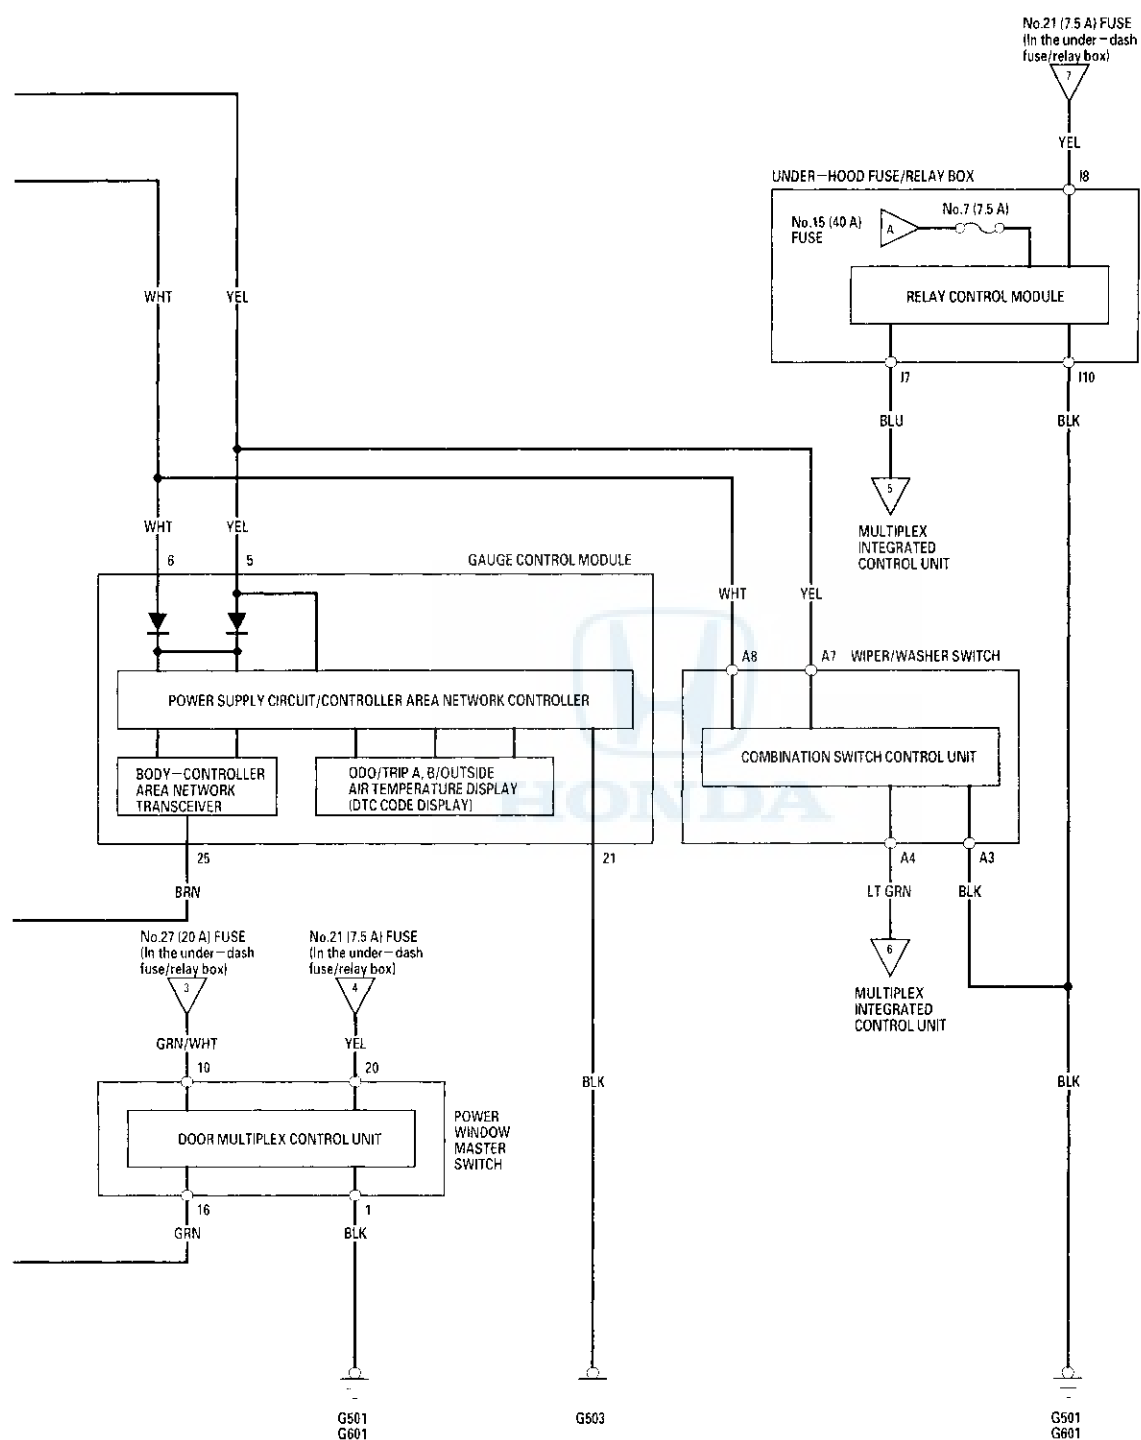 No.21 (7.5 A) FUSE
(In the under-dash
fuse/relay box)
7
YEL
UNDER-HOOD FUSE/RELAY BOX
J8
No.15 (40 A)
FUSE
A
No.7 (7.5 A)
RELAY CONTROL MODULE
WHT
YEL
J7
J10
BLU
BLK
5
MULTIPLEX
INTEGRATED
CONTROL UNIT
WHT
YEL
6
5
GAUGE CONTROL MODULE
WHT
YEL
A8
A7
WIPER/WASHER SWITCH
POWER SUPPLY CIRCUIT/CONTROLLER AREA NETWORK CONTROLLER
COMBINATION SWITCH CONTROL UNIT
BODY-CONTROLLER
AREA NETWORK
TRANSCEIVER
ODO/TRIP A, B/OUTSIDE
AIR TEMPERATURE DISPLAY
(DTC CODE DISPLAY)
HONDA
25
21
A4
A3
BRN
LT GRN
BLK
No.27 (20 A) FUSE
(In the under-dash
fuse/relay box)
3
No.21 (7.5 A) FUSE
(In the under-dash
fuse/relay box)
4
6
MULTIPLEX
INTEGRATED
CONTROL UNIT
GRN/WHT
YEL
10
20
BLK
BLK
DOOR MULTIPLEX CONTROL UNIT
POWER
WINDOW
MASTER
SWITCH
16
1
GRN
BLK
G501
G601
G503
G501
G601